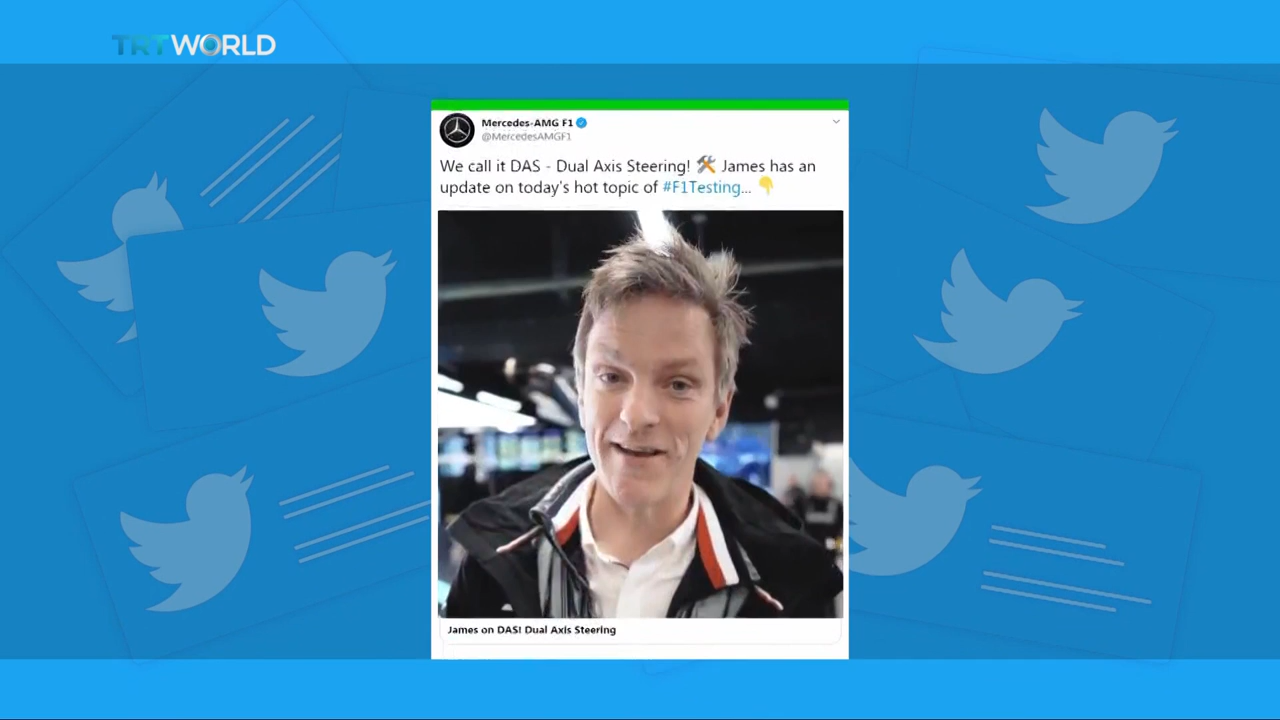 TRTWORLD
Mercedes-AMG F1
@MercedesAMGF1
We call it DAS - Dual Axis Steering! 🛠 James has an
update on today's hot topic of #F1Testing... 👇
James on DAS! Dual Axis Steering